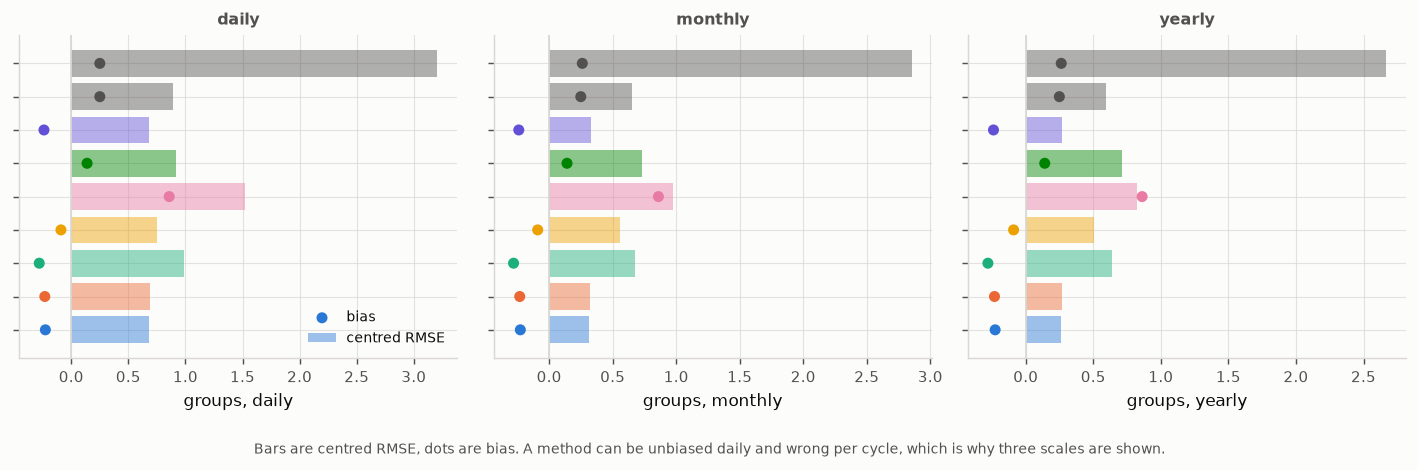 daily
monthly
yearly
bias
centred RMSE
0.0 0.5 1.0 1.5 2.0 2.5 3.0
0.0 0.5 1.0 1.5 2.0 2.5 3.0
0.0 0.5 1.0 1.5 2.0 2.5
groups, daily
groups, monthly
groups, yearly
Bars are centred RMSE, dots are bias. A method can be unbiased daily and wrong per cycle, which is why three scales are shown.